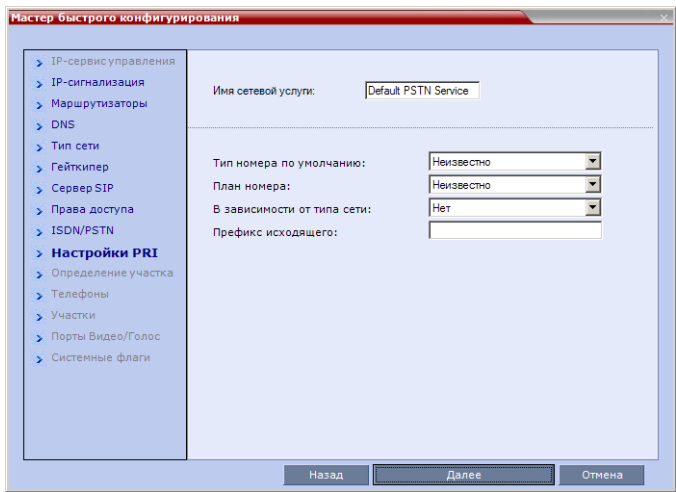 Мастер быстрого конфигурирования
IP-сервис управления
IP-сигнализация
Маршрутизаторы
DNS
Тип сети
Гейткипер
Сервер SIP
Права доступа
ISDN/PSTN
Настройки PRI
Определение участка
Телефоны
Участки
Порты Видео/Голос
Системные флаги
Имя сетевой услуги: Default PSTN Service
Тип номера по умолчанию: Неизвестно
План номера: Неизвестно
В зависимости от типа сети: Нет
Префикс исходящего:
Назад Далее Отмена